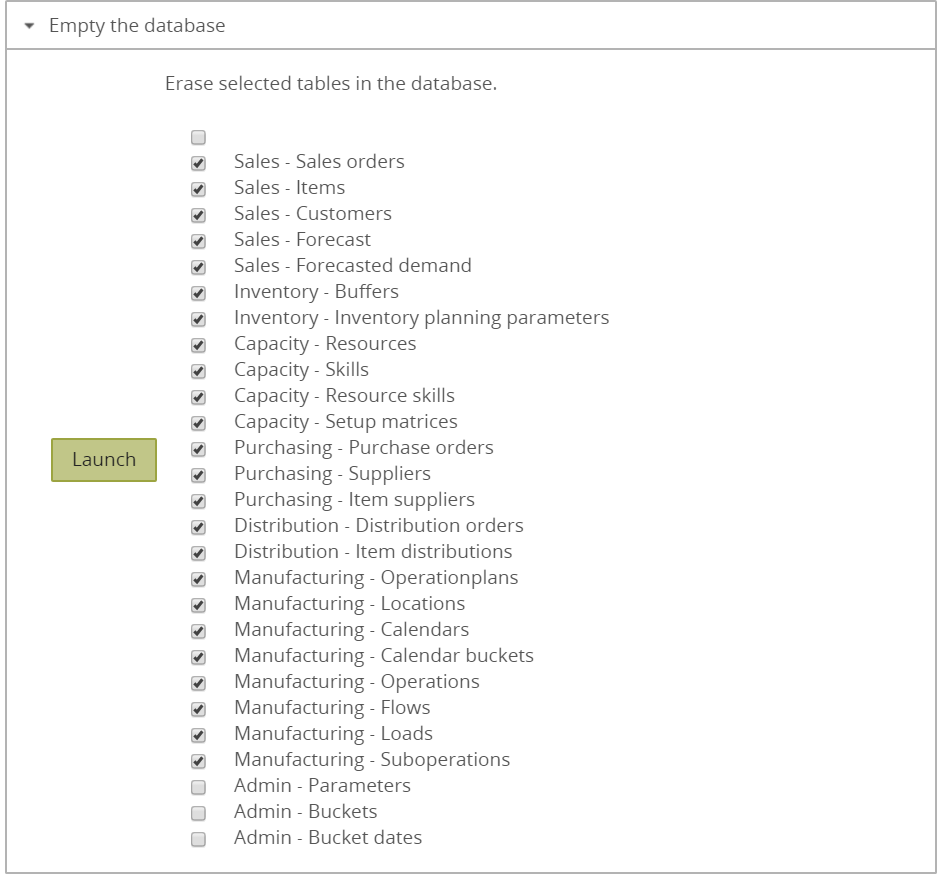 Empty the database
Erase selected tables in the database.
Sales - Sales orders
Sales - Items
Sales - Customers
Sales - Forecast
Sales - Forecasted demand
Inventory - Buffers
Inventory - Inventory planning parameters
Capacity - Resources
Capacity - Skills
Capacity - Resource skills
Capacity - Setup matrices
Launch
Purchasing - Purchase orders
Purchasing - Suppliers
Purchasing - Item suppliers
Distribution - Distribution orders
Distribution - Item distributions
Manufacturing - Operationplans
Manufacturing - Locations
Manufacturing - Calendars
Manufacturing - Calendar buckets
Manufacturing - Operations
Manufacturing - Flows
Manufacturing - Loads
Manufacturing - Suboperations
Admin - Parameters
Admin - Buckets
Admin - Bucket dates